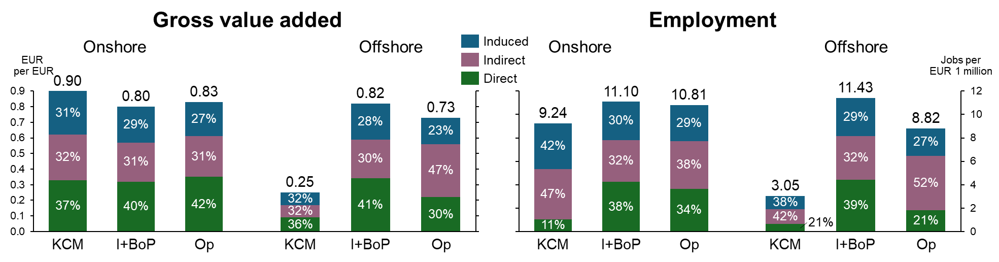 Gross value added
Employment
Onshore
Offshore
Induced
Indirect
Direct
Onshore
Offshore
EUR
per EUR
Jobs per
EUR 1 million
0.9
0.8
0.7
0.6
0.5
0.4
0.3
0.2
0.1
0.0
0.90
31%
32%
37%
0.80
29%
31%
40%
0.83
27%
31%
42%
0.25
32%
32%
36%
0.82
28%
30%
41%
0.73
23%
47%
30%
KCM
I+BoP
Op
KCM
I+BoP
Op
9.24
42%
47%
11%
11.10
30%
32%
38%
10.81
29%
38%
34%
3.05
38%
42%
21%
11.43
29%
32%
39%
8.82
27%
52%
21%
12
10
8
6
4
2
0
KCM
I+BoP
Op
KCM
I+BoP
Op